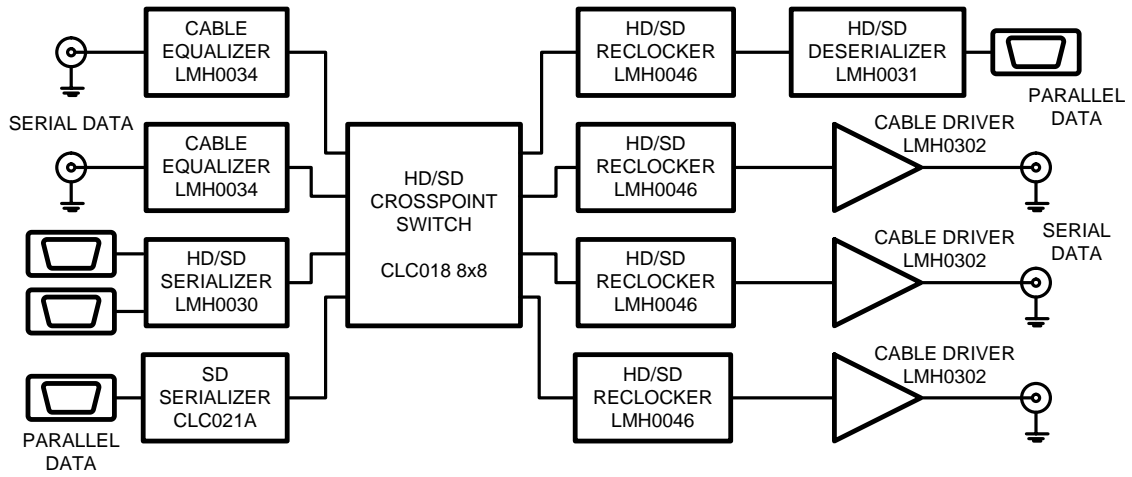 CABLE
EQUALIZER
LMH0034
HD/SD
RECLOCKER
LMH0046
HD/SD
DESERIALIZER
LMH0031
SERIAL DATA
PARALLEL
DATA
CABLE
EQUALIZER
LMH0034
HD/SD
CROSSPOINT
SWITCH
CLC018 8x8
HD/SD
RECLOCKER
LMH0046
CABLE DRIVER
LMH0302
SERIAL
DATA
HD/SD
SERIALIZER
LMH0030
HD/SD
RECLOCKER
LMH0046
CABLE DRIVER
LMH0302
SD
SERIALIZER
CLC021A
HD/SD
RECLOCKER
LMH0046
CABLE DRIVER
LMH0302
PARALLEL
DATA